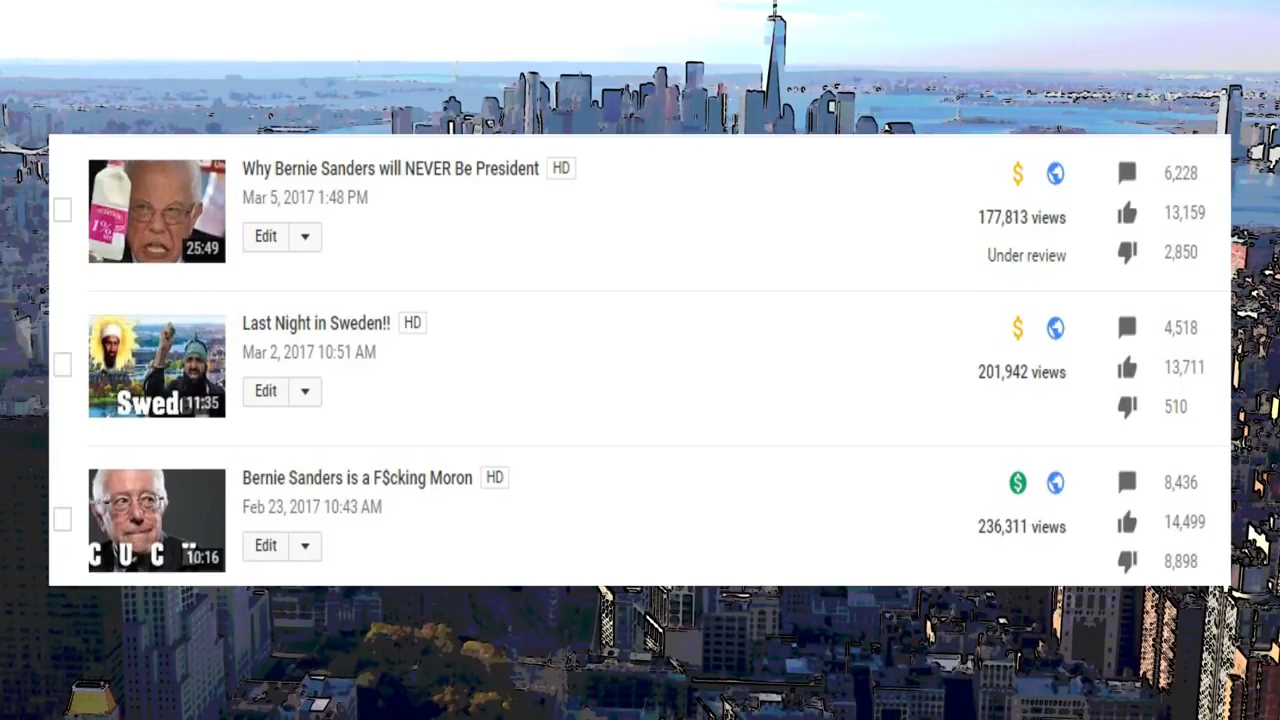 Why Bernie Sanders will NEVER Be President HD
Mar 5, 2017 1:48 PM
Edit
1%
25:49
$
177,813 views
Under review
6,228
13,159
2,850
Last Night in Sweden!! HD
Mar 2, 2017 10:51 AM
Edit
Swed
11:35
$
201,942 views
4,518
13,711
510
Bernie Sanders is a F$cking Moron HD
Feb 23, 2017 10:43 AM
Edit
C U C
10:16
$
236,311 views
8,436
14,499
8,898